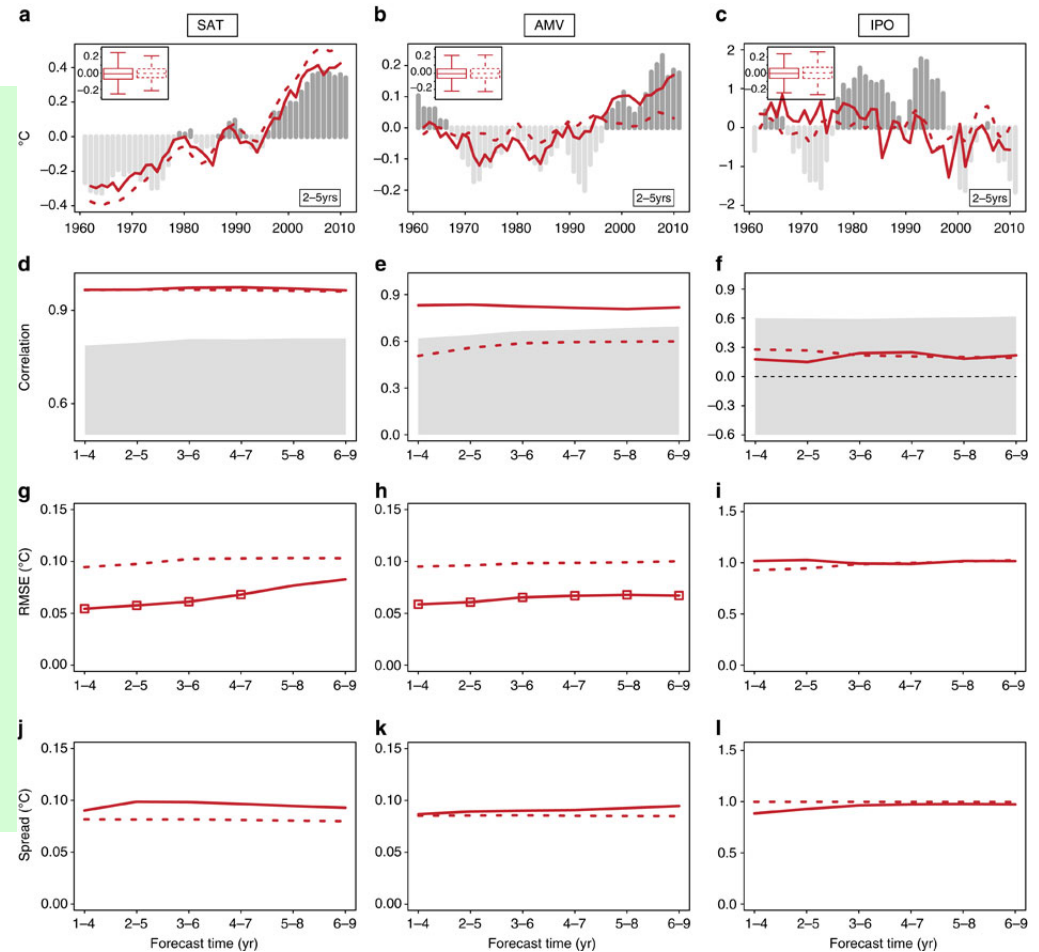 a SAT b AMV c IPO
°C
0.4
0.2
0.0
−0.2
−0.4
0.2
0.00
−0.2
2–5yrs
1960 1970 1980 1990 2000 2010
0.2
0.1
0.0
−0.1
−0.2
0.2
0.00
−0.2
2–5yrs
1960 1970 1980 1990 2000 2010
2
1
0
−1
−2
0.2
0.00
−0.2
2–5yrs
1960 1970 1980 1990 2000 2010
d e f
Correlation
0.9
0.6
1–4 2–5 3–6 4–7 5–8 6–9
0.9
0.6
0.3
0.0
1–4 2–5 3–6 4–7 5–8 6–9
0.9
0.6
0.3
0.0
−0.3
−0.6
1–4 2–5 3–6 4–7 5–8 6–9
g h i
RMSE (°C)
0.15
0.10
0.05
0.00
1–4 2–5 3–6 4–7 5–8 6–9
0.15
0.10
0.05
0.00
1–4 2–5 3–6 4–7 5–8 6–9
1.5
1.0
0.5
0.0
1–4 2–5 3–6 4–7 5–8 6–9
j k l
Spread (°C)
0.15
0.10
0.05
0.00
1–4 2–5 3–6 4–7 5–8 6–9
Forecast time (yr)
0.15
0.10
0.05
0.00
1–4 2–5 3–6 4–7 5–8 6–9
Forecast time (yr)
1.5
1.0
0.5
0.0
1–4 2–5 3–6 4–7 5–8 6–9
Forecast time (yr)